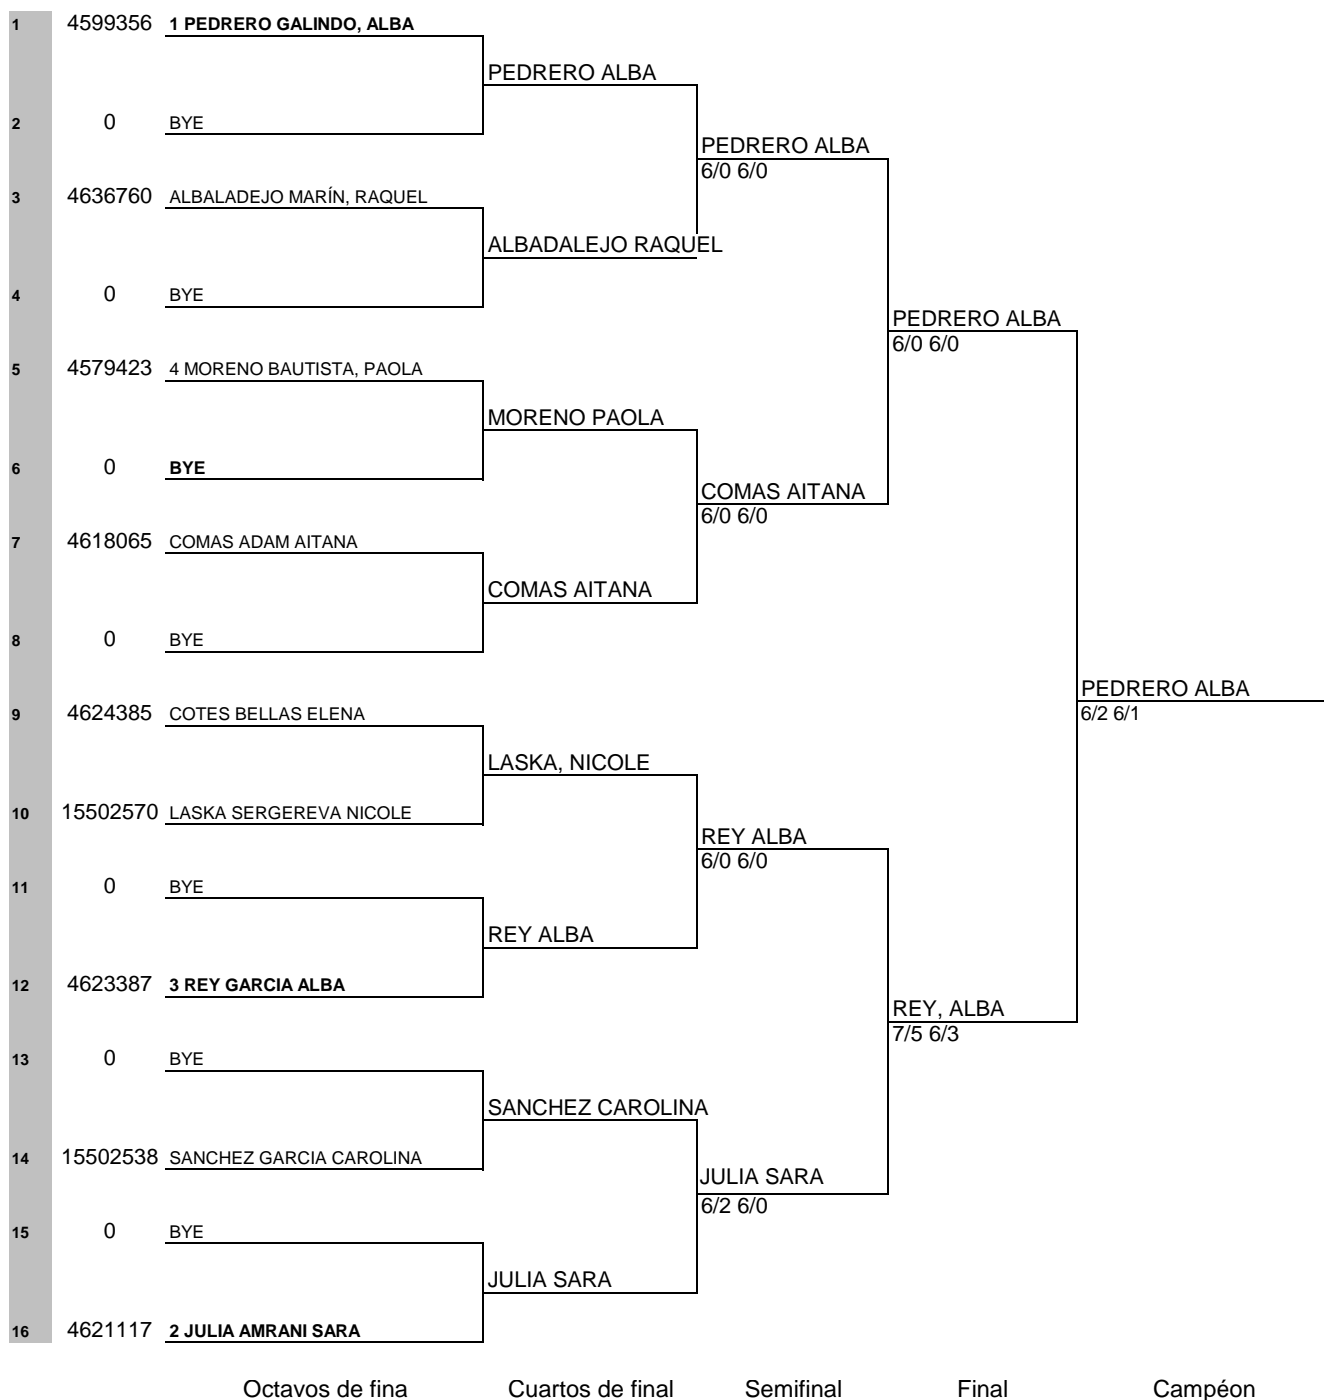 1 4599356 1 PEDRERO GALINDO, ALBA
PEDRERO ALBA
2 0 BYE
PEDRERO ALBA
6/0 6/0
3 4636760 ALBALADEJO MARÍN, RAQUEL
ALBADALEJO RAQUEL
4 0 BYE
PEDRERO ALBA
6/0 6/0
5 4579423 4 MORENO BAUTISTA, PAOLA
MORENO PAOLA
6 0 BYE
COMAS AITANA
6/0 6/0
7 4618065 COMAS ADAM AITANA
COMAS AITANA
8 0 BYE
PEDRERO ALBA
6/2 6/1
9 4624385 COTES BELLAS ELENA
LASKA, NICOLE
10 15502570 LASKA SERGEREVA NICOLE
REY ALBA
6/0 6/0
11 0 BYE
REY ALBA
12 4623387 3 REY GARCIA ALBA
REY, ALBA
7/5 6/3
13 0 BYE
SANCHEZ CAROLINA
14 15502538 SANCHEZ GARCIA CAROLINA
JULIA SARA
6/2 6/0
15 0 BYE
JULIA SARA
16 4621117 2 JULIA AMRANI SARA
Octavos de fina Cuartos de final Semifinal Final Campéon